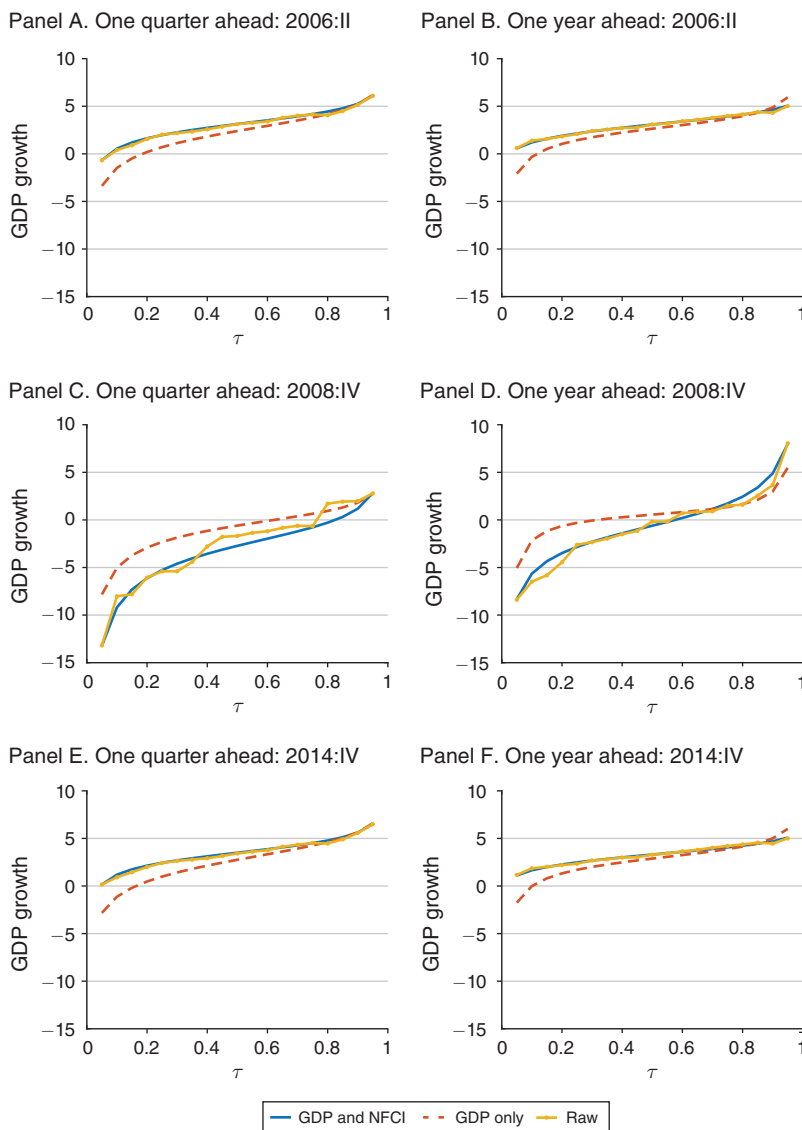 Panel A. One quarter ahead: 2006:II
10
5
0
−5
−10
−15
GDP growth
0 0.2 0.4 0.6 0.8 1
τ
Panel B. One year ahead: 2006:II
10
5
0
−5
−10
−15
GDP growth
0 0.2 0.4 0.6 0.8 1
τ
Panel C. One quarter ahead: 2008:IV
10
5
0
−5
−10
−15
GDP growth
0 0.2 0.4 0.6 0.8 1
τ
Panel D. One year ahead: 2008:IV
10
5
0
−5
−10
−15
GDP growth
0 0.2 0.4 0.6 0.8 1
τ
Panel E. One quarter ahead: 2014:IV
10
5
0
−5
−10
−15
GDP growth
0 0.2 0.4 0.6 0.8 1
τ
Panel F. One year ahead: 2014:IV
10
5
0
−5
−10
−15
GDP growth
0 0.2 0.4 0.6 0.8 1
τ
GDP and NFCI GDP only Raw